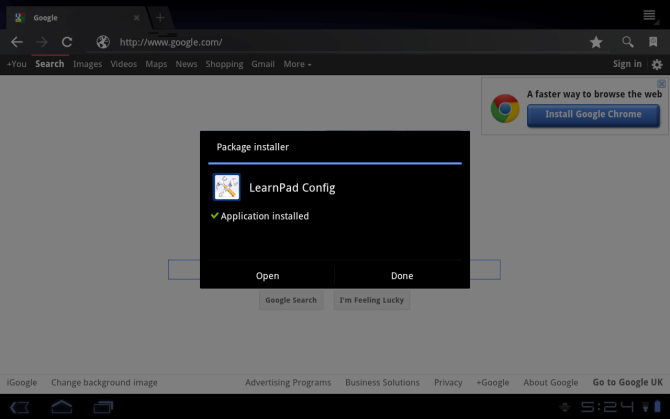 Google
http://www.google.com/
+You Search Images Videos Maps News Shopping Gmail More Sign in
A faster way to browse the web
Install Google Chrome
Package installer
LearnPad Config
Application installed
Open Done
Google Search I'm Feeling Lucky
iGoogle Change background image Advertising Programs Business Solutions Privacy +Google About Google Go to Google UK
5:24